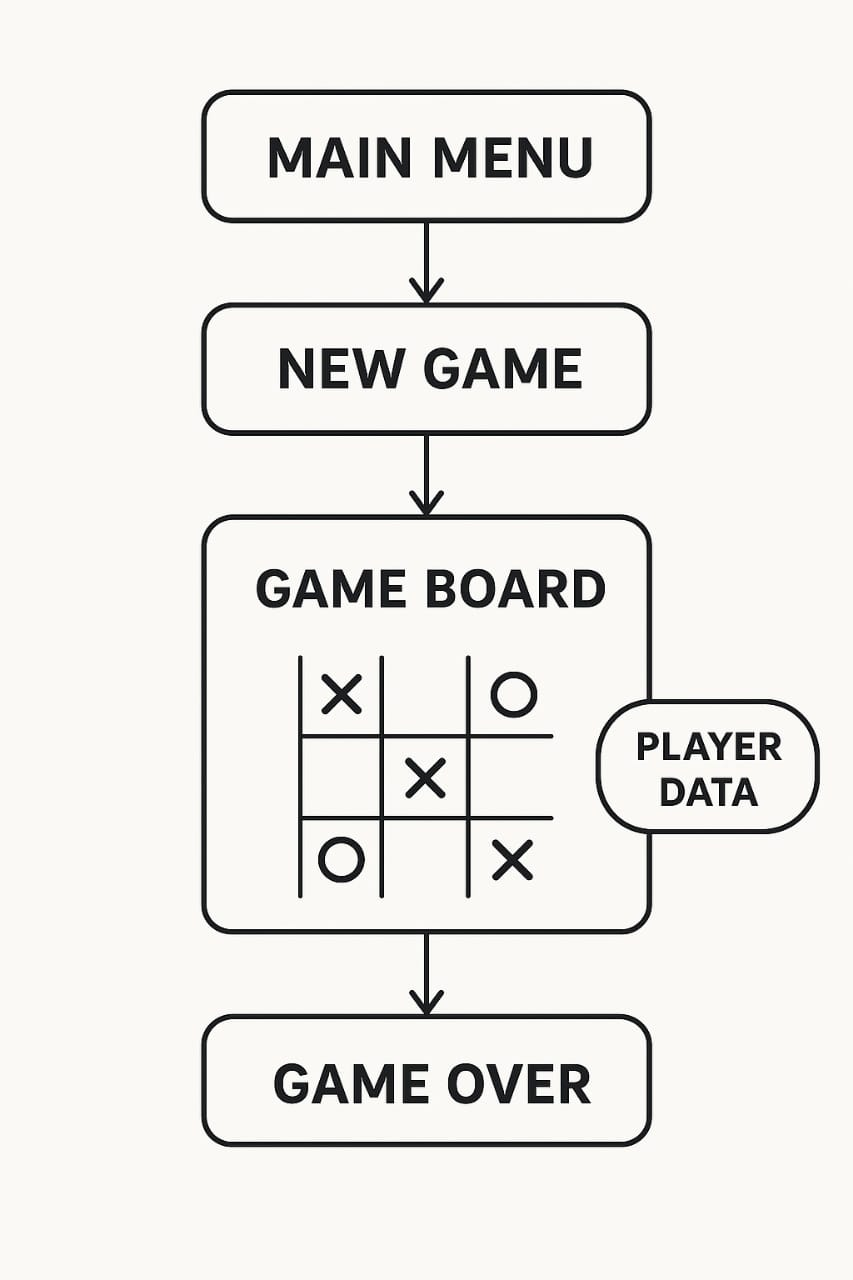 MAIN MENU
NEW GAME
GAME BOARD
X O
X
O X
PLAYER
DATA
GAME OVER